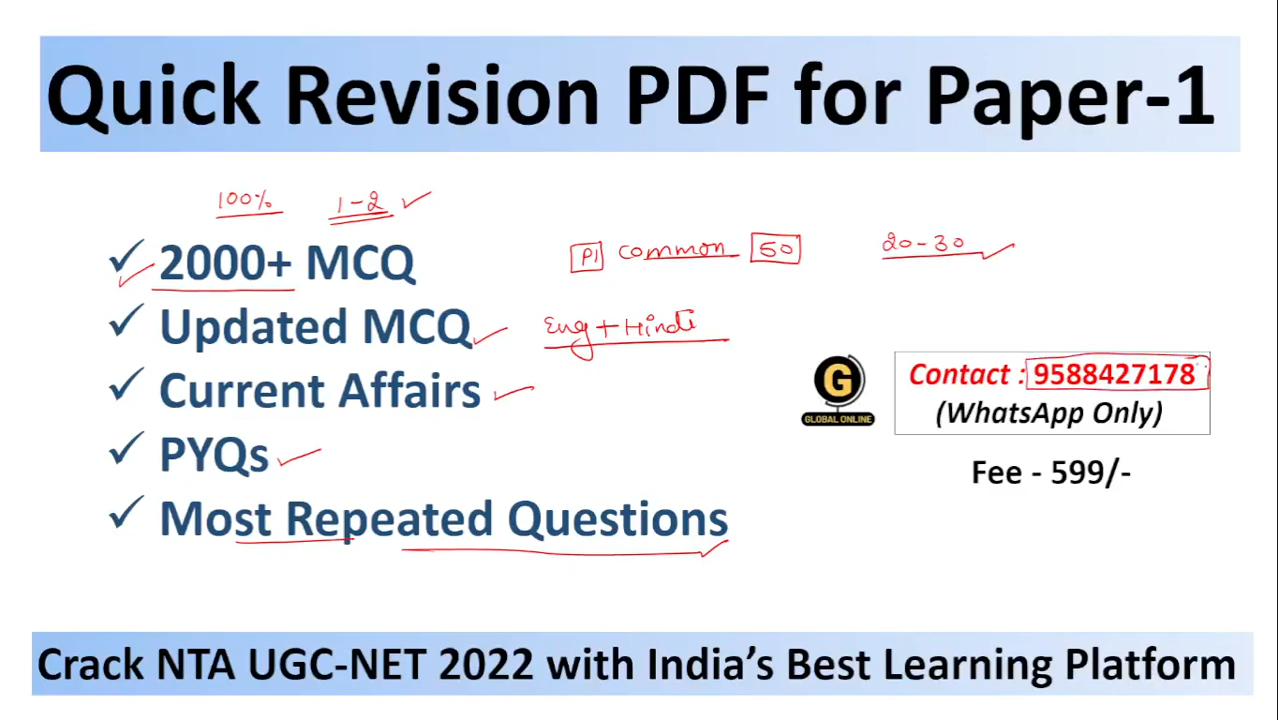 Quick Revision PDF for Paper-1
100% 1-2
2000+ MCQ
P1 common 50 20-30
Updated MCQ
Eng + Hindi
Current Affairs
PYQs
Most Repeated Questions
G
GLOBAL ONLINE
Contact : 9588427178
(WhatsApp Only)
Fee - 599/-
Crack NTA UGC-NET 2022 with India's Best Learning Platform